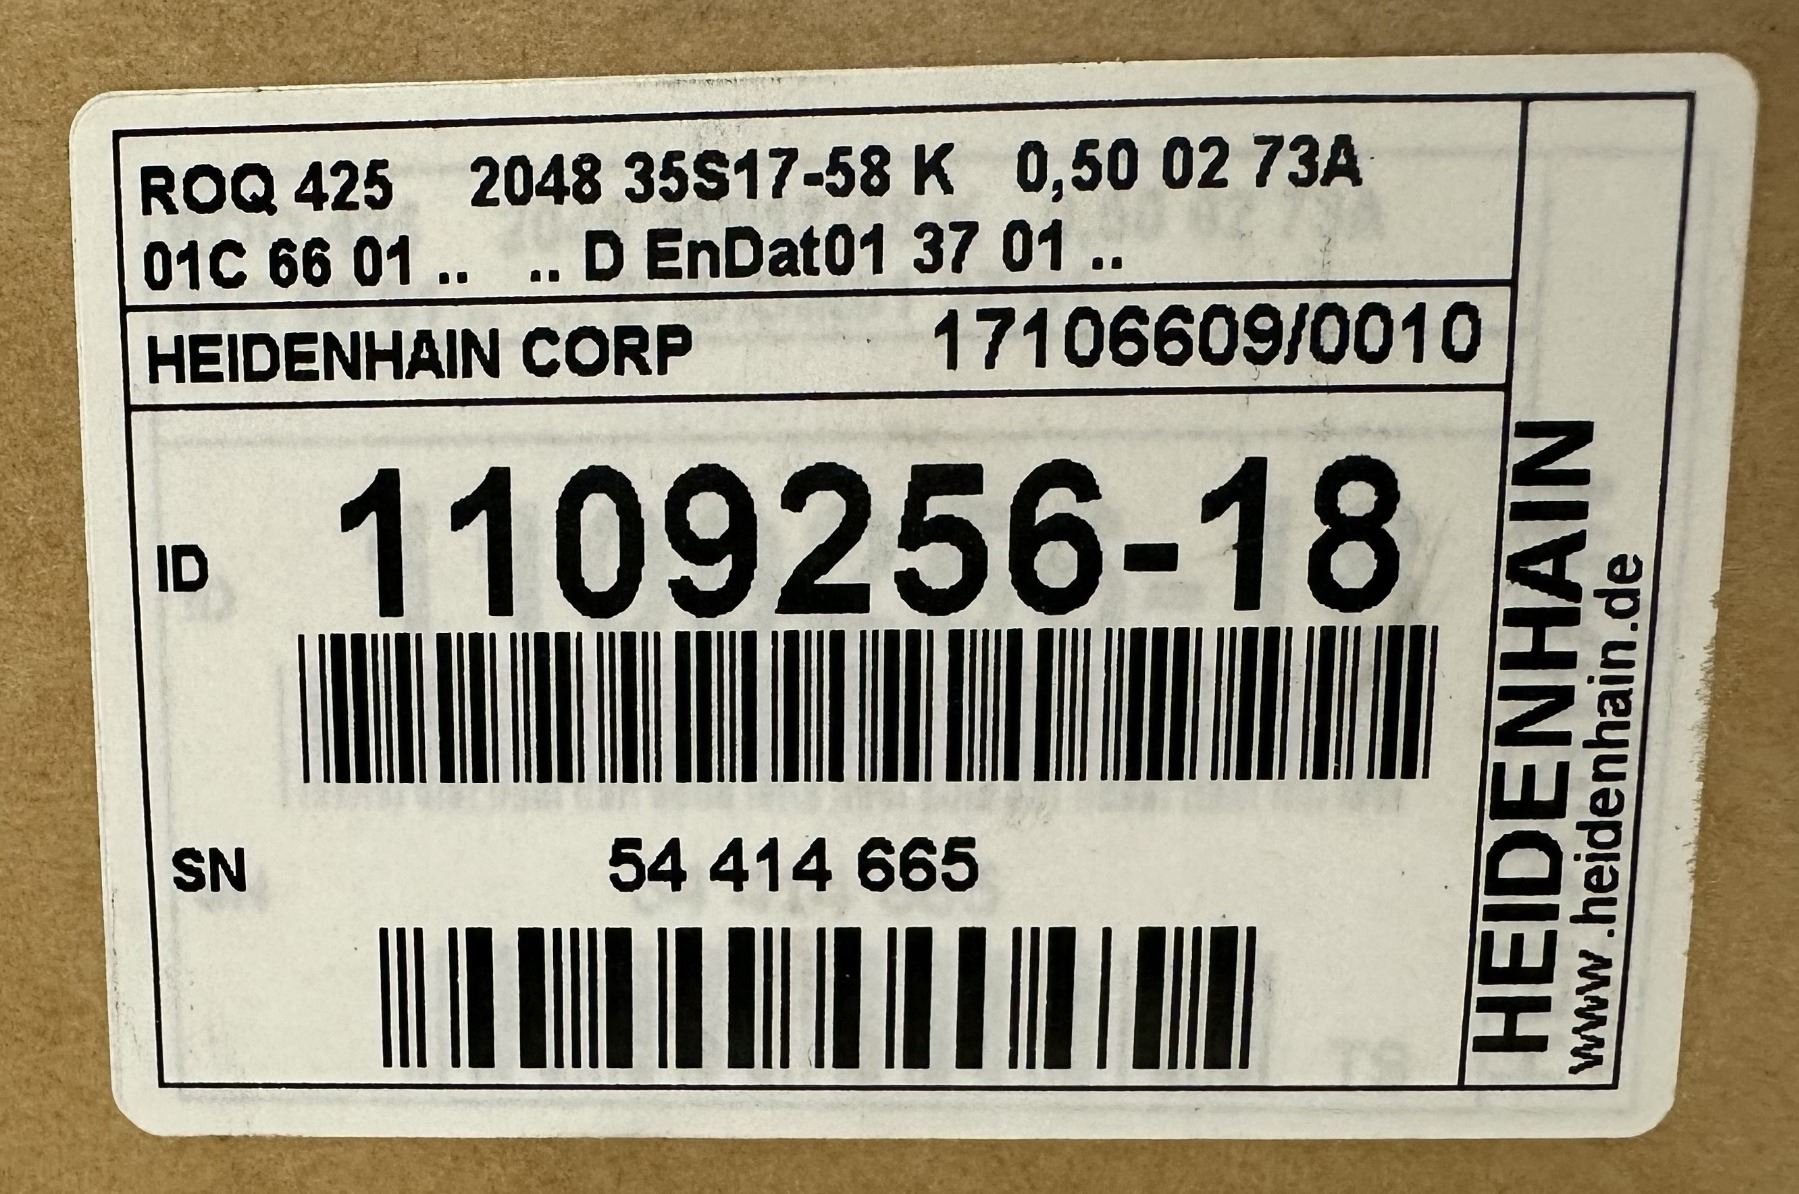 ROQ 425 2048 35S17-58 K 0,50 02 73A
01C 66 01 .. .. D EnDat01 37 01 ..
HEIDENHAIN CORP 17106609/0010
ID 1109256-18
SN 54 414 665
HEIDENHAIN
www.heidenhain.de